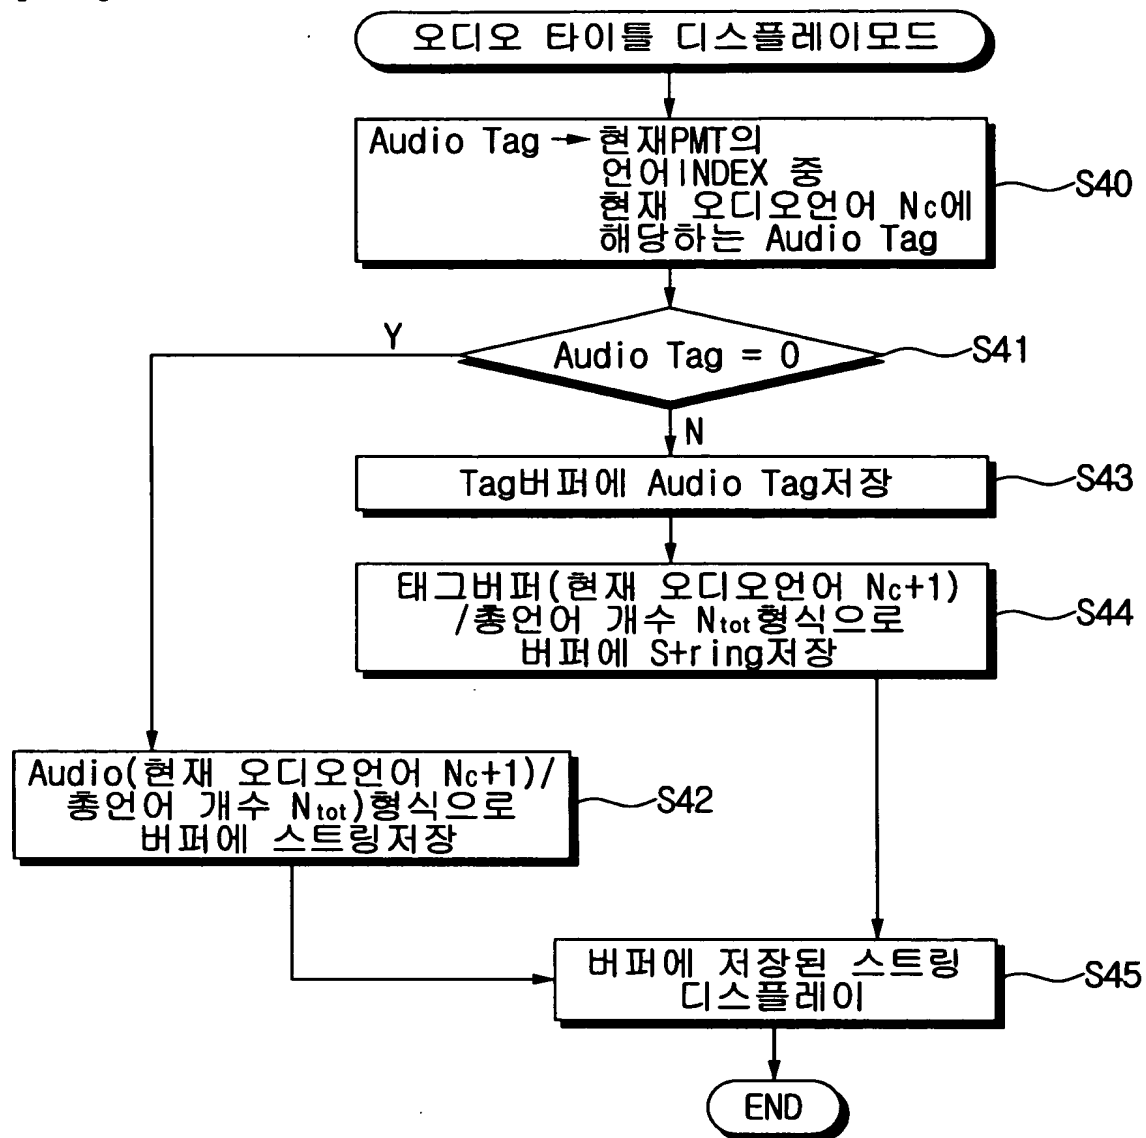 오디오 타이틀 디스플레이모드
Audio Tag → 현재PMT의
언어INDEX 중
현재 오디오언어 Nc에
해당하는 Audio Tag
S40
Y
Audio Tag = 0
S41
N
Tag버퍼에 Audio Tag저장
S43
태그버퍼(현재 오디오언어 Nc+1)
/총언어 개수 Ntot형식으로
버퍼에 S+ring저장
S44
Audio(현재 오디오언어 Nc+1)/
총언어 개수 Ntot)형식으로
버퍼에 스트링저장
S42
버퍼에 저장된 스트링
디스플레이
S45
END